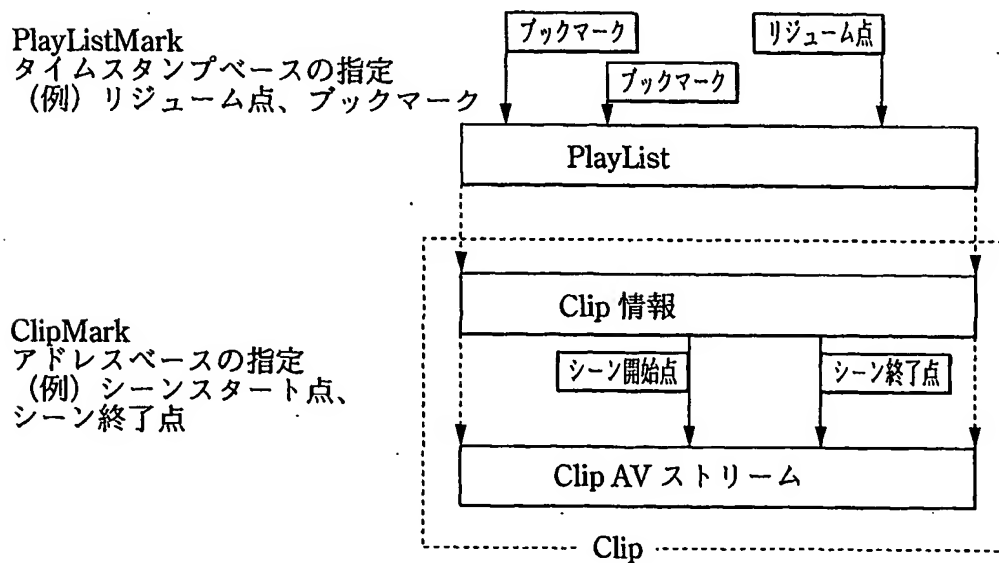 PlayListMark
タイムスタンプベースの指定
（例）リジューム点、ブックマーク
ブックマーク
リジューム点
ブックマーク
PlayList
Clip 情報
ClipMark
アドレスベースの指定
（例）シーンスタート点、
シーン終了点
シーン開始点
シーン終了点
Clip AV ストリーム
Clip